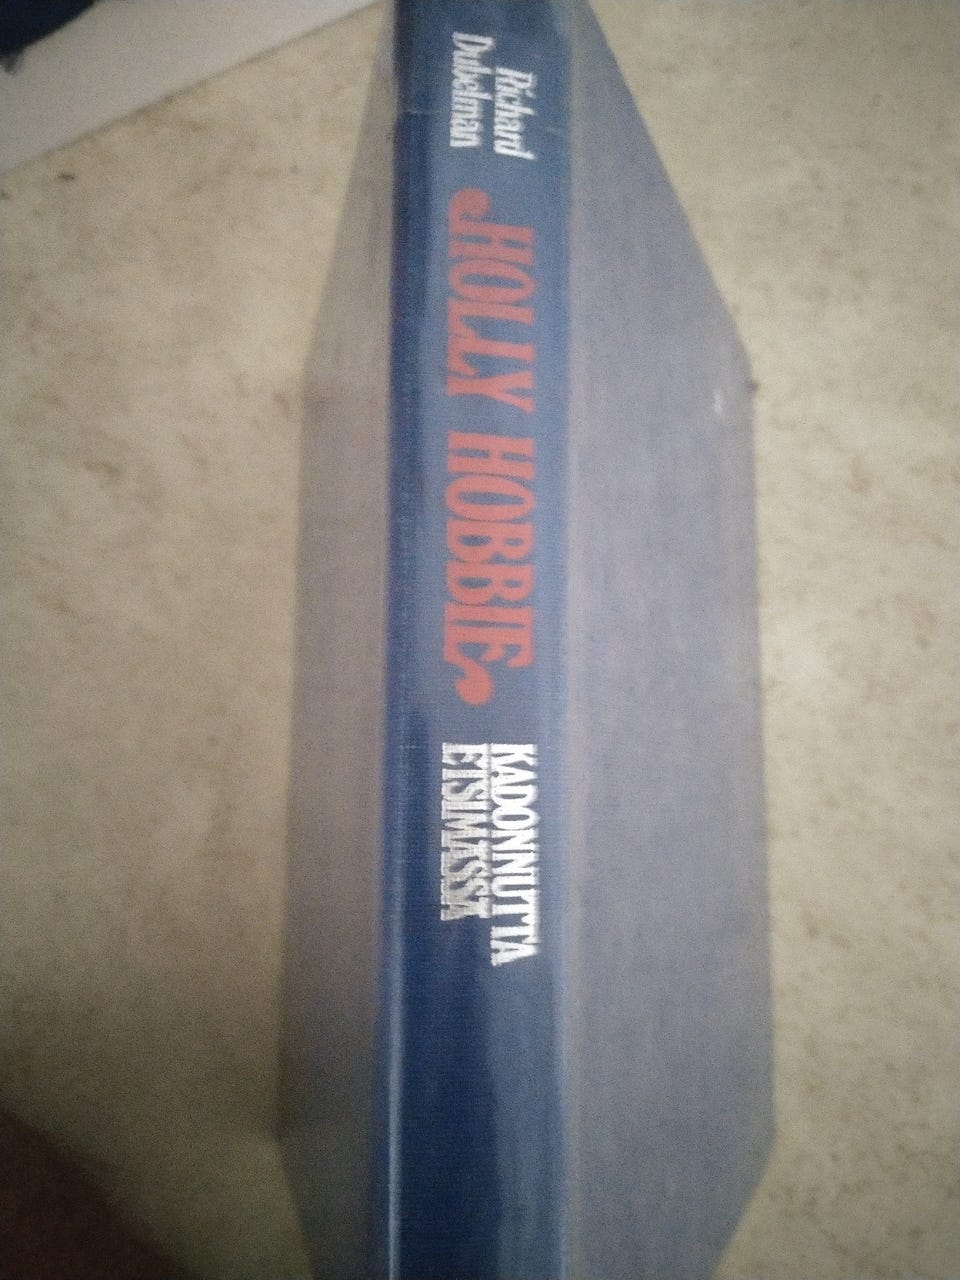 Richard
Dubelman
HOLLY HOBBIE
KADONNUTTA
ETSIMÄSSÄ